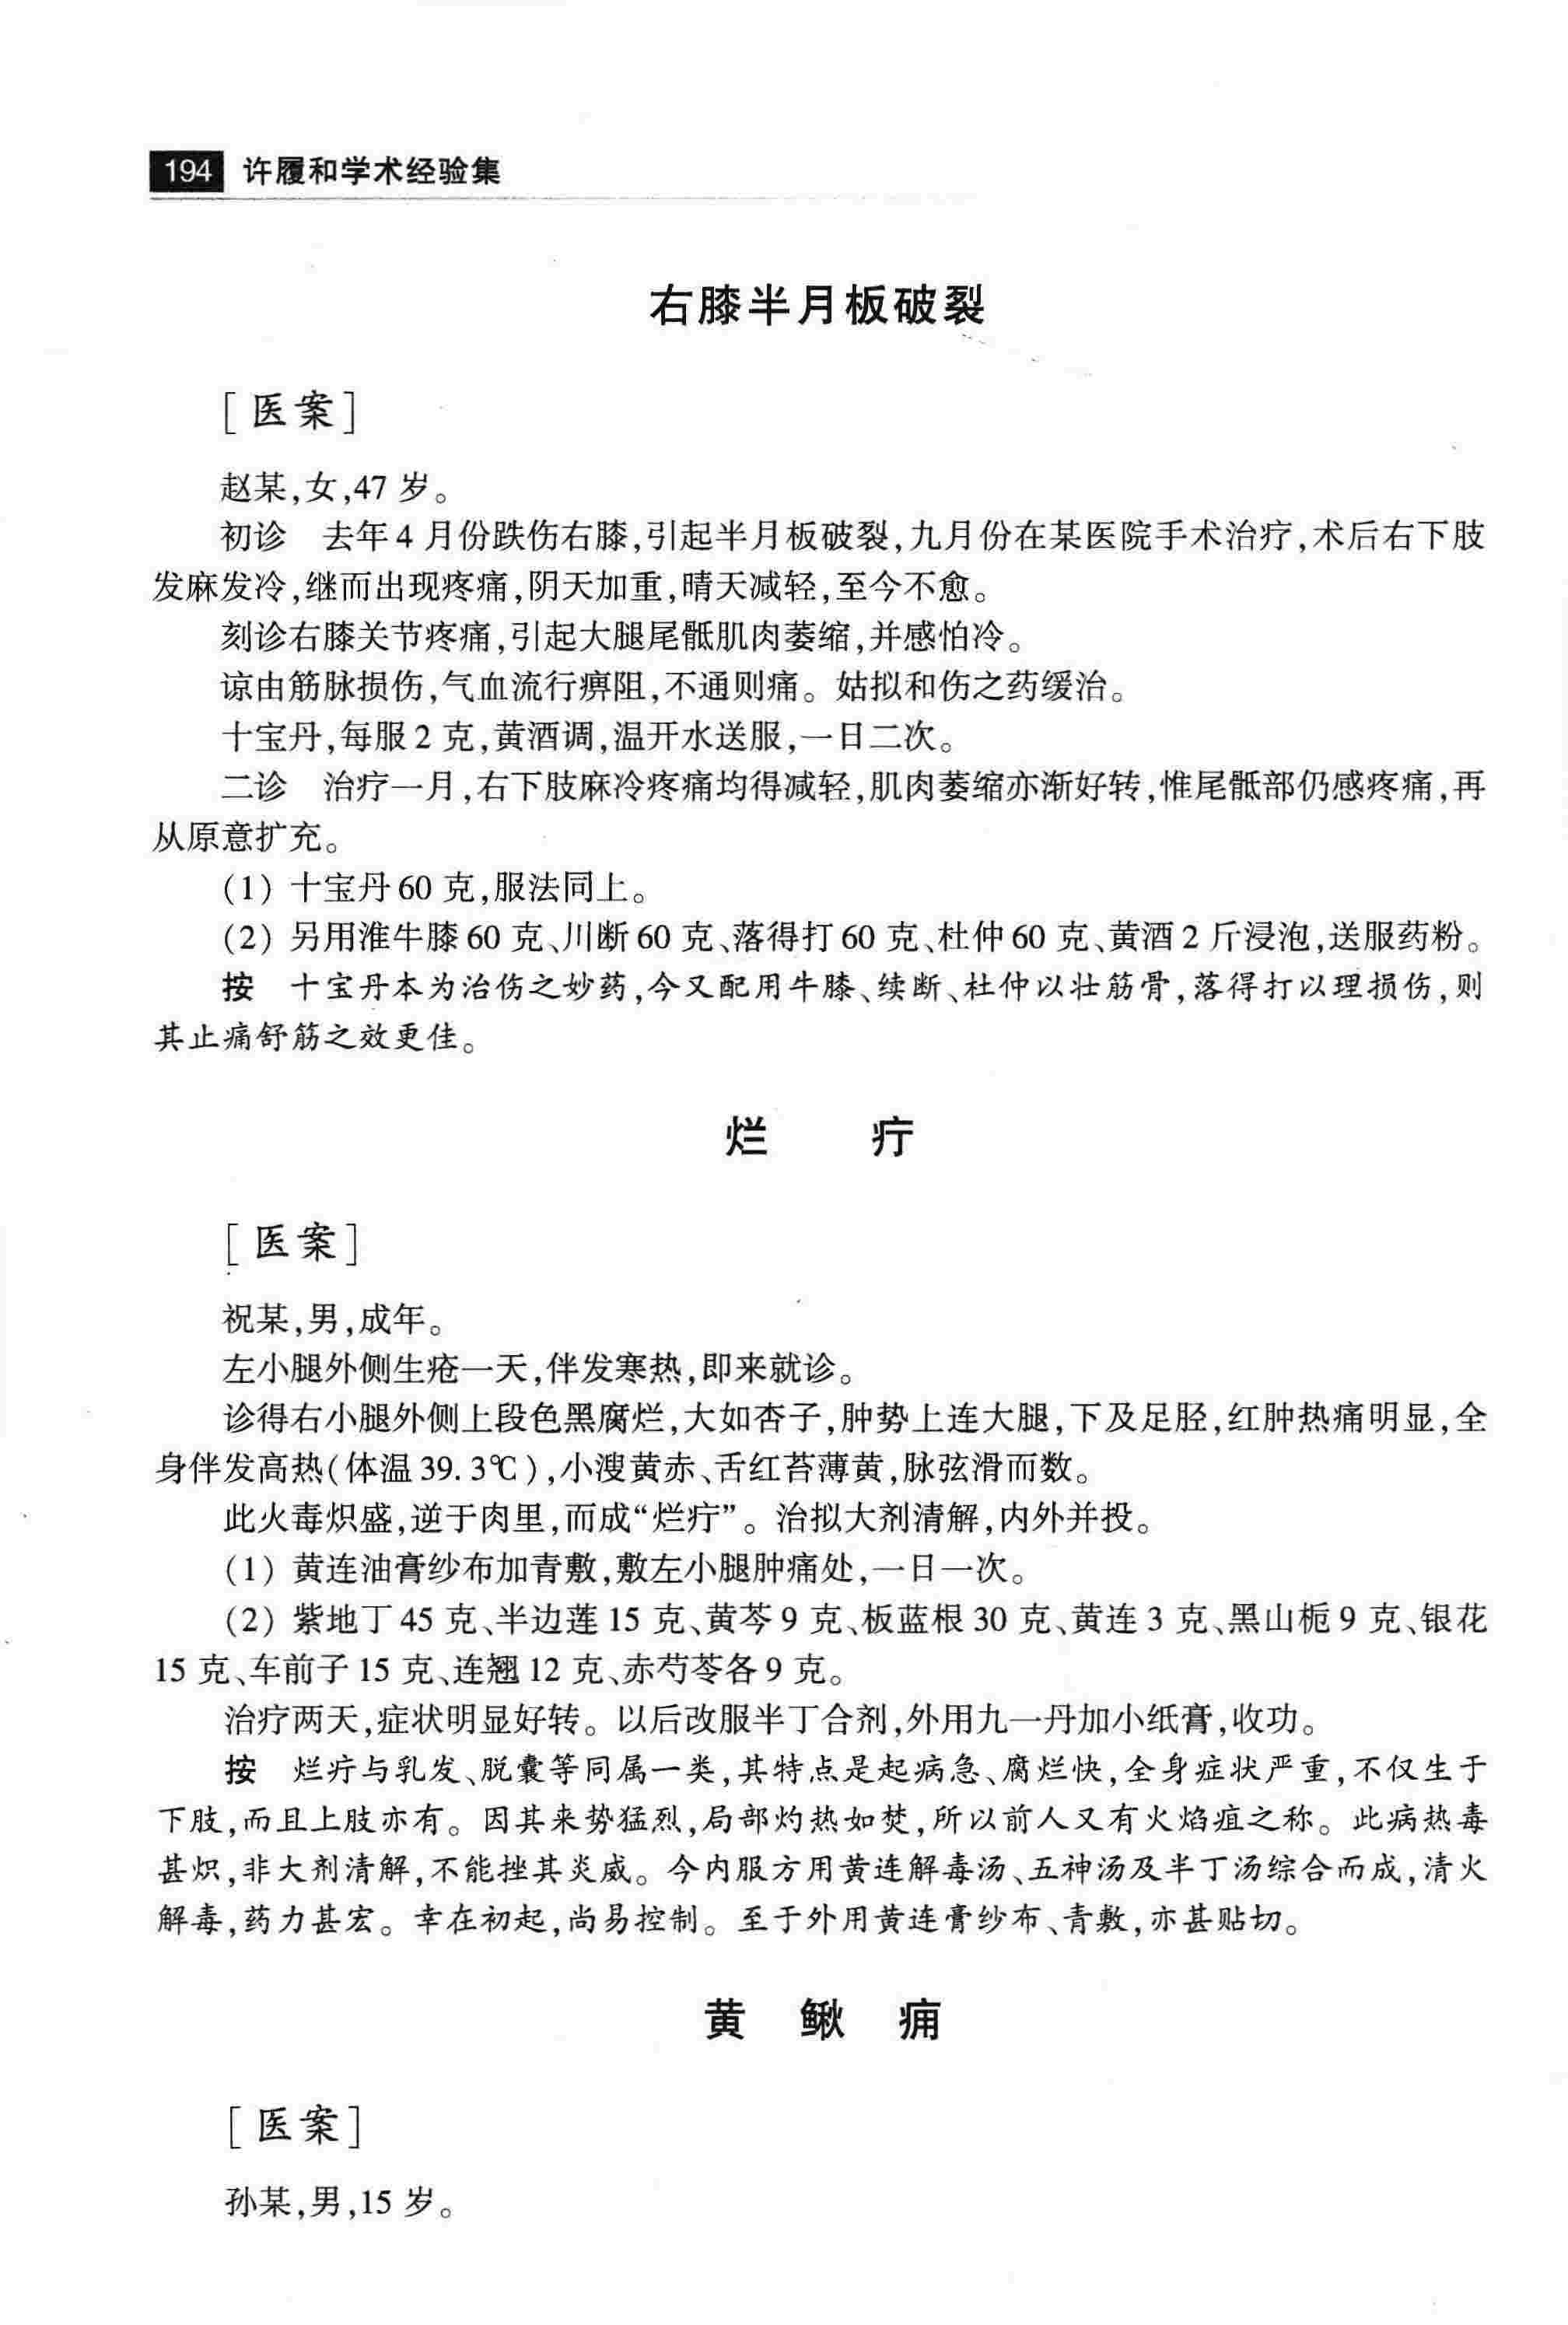 194 许履和学术经验集
右膝半月板破裂
[医案]
赵某,女,47 岁。
初诊　去年 4 月份跌伤右膝,引起半月板破裂,九月份在某医院手术治疗,术后右下肢
发麻发冷,继而出现疼痛,阴天加重,晴天减轻,至今不愈。
刻诊右膝关节疼痛,引起大腿尾骶肌肉萎缩,并感怕冷。
谅由筋脉损伤,气血流行痹阻,不通则痛。姑拟和伤之药缓治。
十宝丹,每服 2 克,黄酒调,温开水送服,一日二次。
二诊　治疗一月,右下肢麻冷疼痛均得减轻,肌肉萎缩亦渐好转,惟尾骶部仍感疼痛,再
从原意扩充。
(1) 十宝丹 60 克,服法同上。
(2) 另用淮牛膝 60 克、川断 60 克、落得打 60 克、杜仲 60 克、黄酒 2 斤浸泡,送服药粉。
按　十宝丹本为治伤之妙药,今又配用牛膝、续断、杜仲以壮筋骨,落得打以理损伤,则
其止痛舒筋之效更佳。
烂　疔
[医案]
祝某,男,成年。
左小腿外侧生疮一天,伴发寒热,即来就诊。
诊得右小腿外侧上段色黑腐烂,大如杏子,肿势上连大腿,下及足胫,红肿热痛明显,全
身伴发高热(体温 39.3℃),小溲黄赤、舌红苔薄黄,脉弦滑而数。
此火毒炽盛,逆于肉里,而成“烂疔”。治拟大剂清解,内外并投。
(1) 黄连油膏纱布加青敷,敷左小腿肿痛处,一日一次。
(2) 紫地丁 45 克、半边莲 15 克、黄芩 9 克、板蓝根 30 克、黄连 3 克、黑山栀 9 克、银花
15 克、车前子 15 克、连翘 12 克、赤芍苓各 9 克。
治疗两天,症状明显好转。以后改服半丁合剂,外用九一丹加小纸膏,收功。
按　烂疔与乳发、脱囊等同属一类,其特点是起病急、腐烂快,全身症状严重,不仅生于
下肢,而且上肢亦有。因其来势猛烈,局部灼热如焚,所以前人又有火焰疽之称。此病热毒
甚炽,非大剂清解,不能挫其炎威。今内服方用黄连解毒汤、五神汤及半丁汤综合而成,清火
解毒,药力甚宏。幸在初起,尚易控制。至于外用黄连膏纱布、青敷,亦甚贴切。
黄　鳅　痈
[医案]
孙某,男,15 岁。